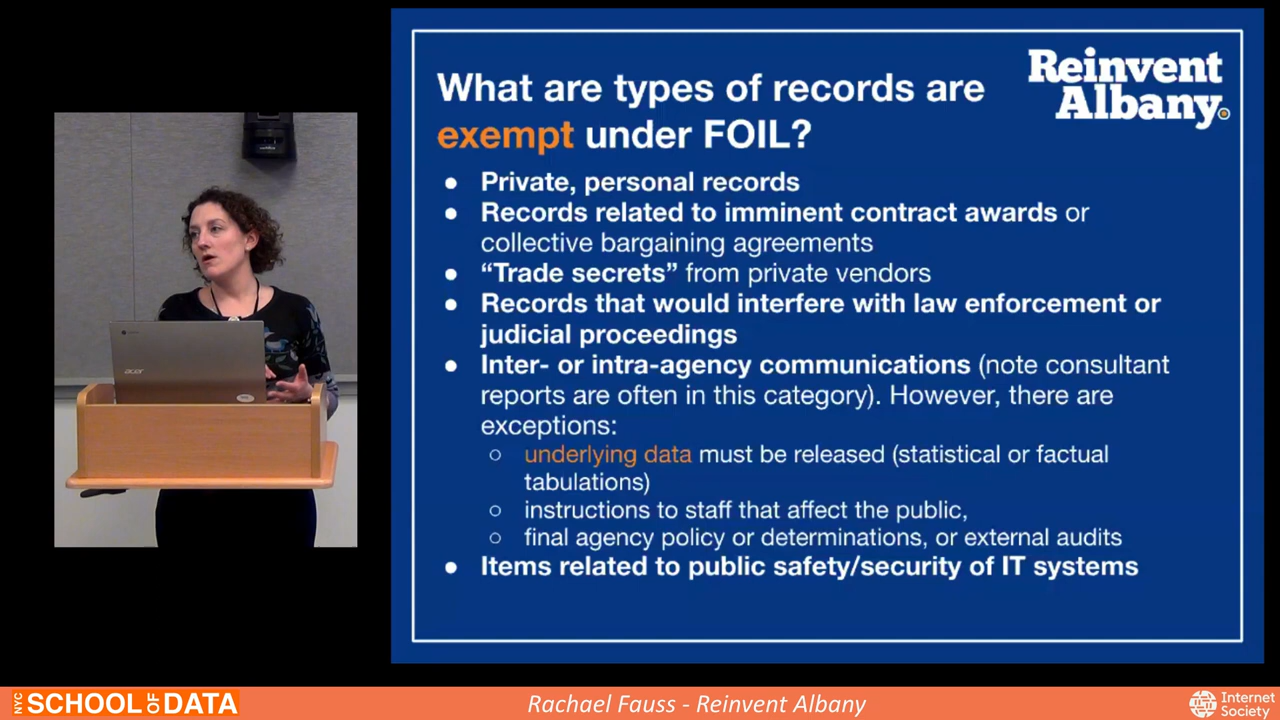 Reinvent
Albany
What are types of records are
exempt under FOIL?
● Private, personal records
● Records related to imminent contract awards or
collective bargaining agreements
● “Trade secrets” from private vendors
● Records that would interfere with law enforcement or
judicial proceedings
● Inter- or intra-agency communications (note consultant
reports are often in this category). However, there are
exceptions:
○ underlying data must be released (statistical or factual
tabulations)
○ instructions to staff that affect the public,
○ final agency policy or determinations, or external audits
● Items related to public safety/security of IT systems
acer
NYC SCHOOL OF DATA
Rachael Fauss - Reinvent Albany
Internet
Society